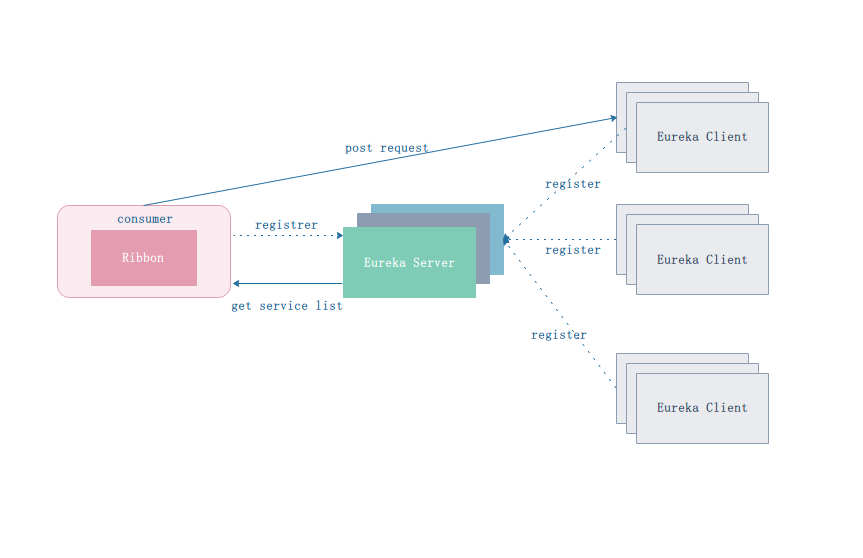 Eureka Client
post request
register
consumer
registrer
Ribbon
Eureka Server
register
Eureka Client
get service list
register
Eureka Client